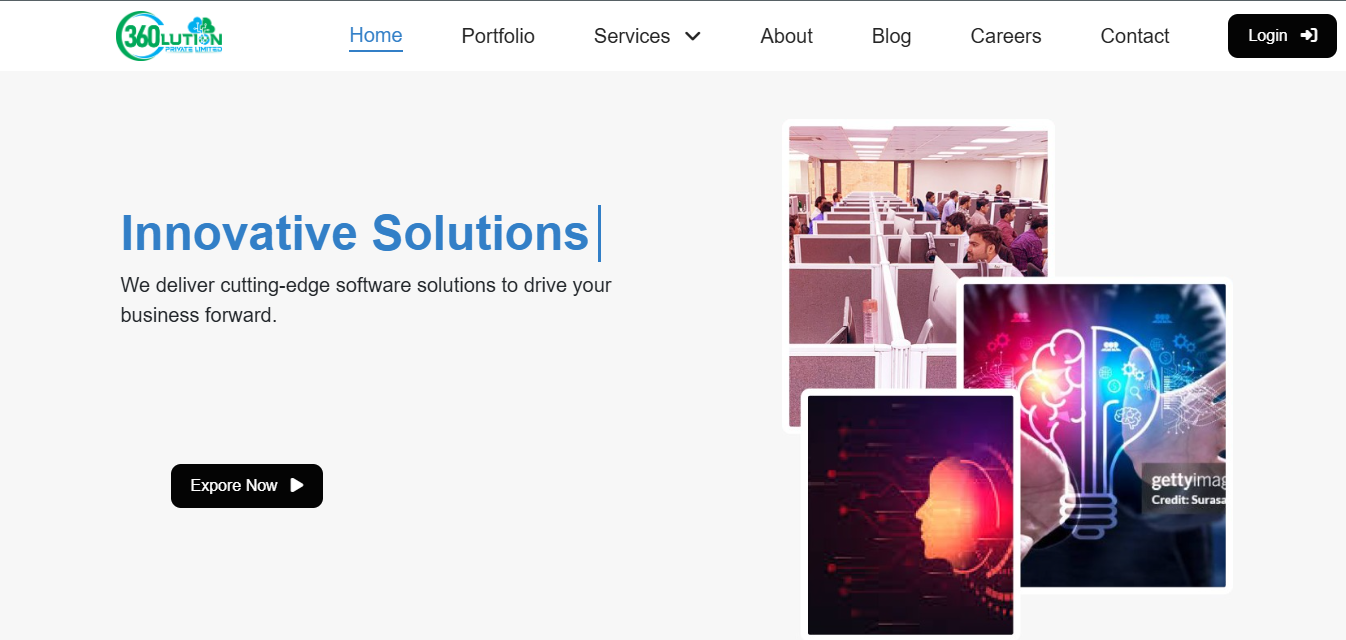 360LUTION
PRIVATE LIMITED
Home
Portfolio
Services
About
Blog
Careers
Contact
Login
Innovative Solutions
We deliver cutting-edge software solutions to drive your
business forward.
Expore Now
gettyimag
Credit: Surasa